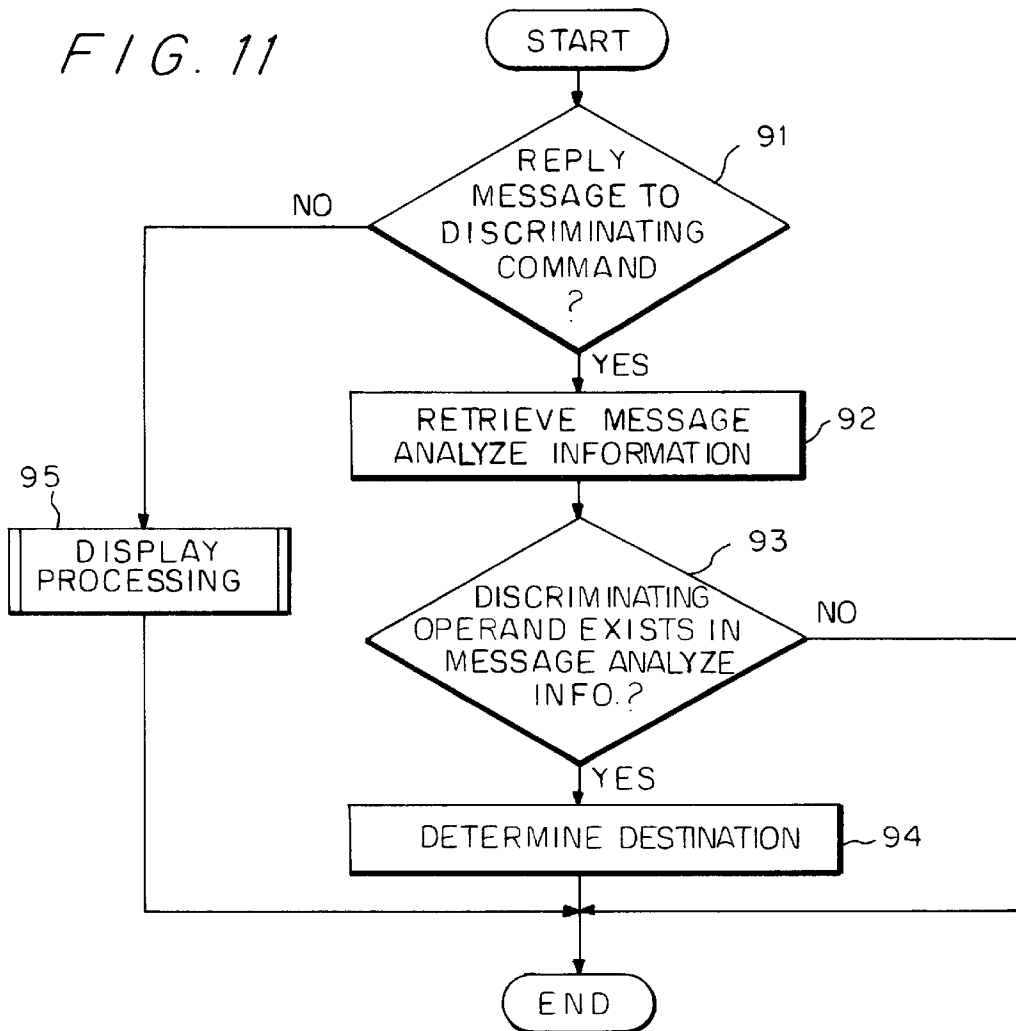 FIG. 11
START
REPLY
MESSAGE TO
DISCRIMINATING
COMMAND
?
91
NO
YES
RETRIEVE MESSAGE
ANALYZE INFORMATION
92
95
DISPLAY
PROCESSING
93
DISCRIMINATING
OPERAND EXISTS IN
MESSAGE ANALYZE
INFO.?
NO
YES
DETERMINE DESTINATION
94
END